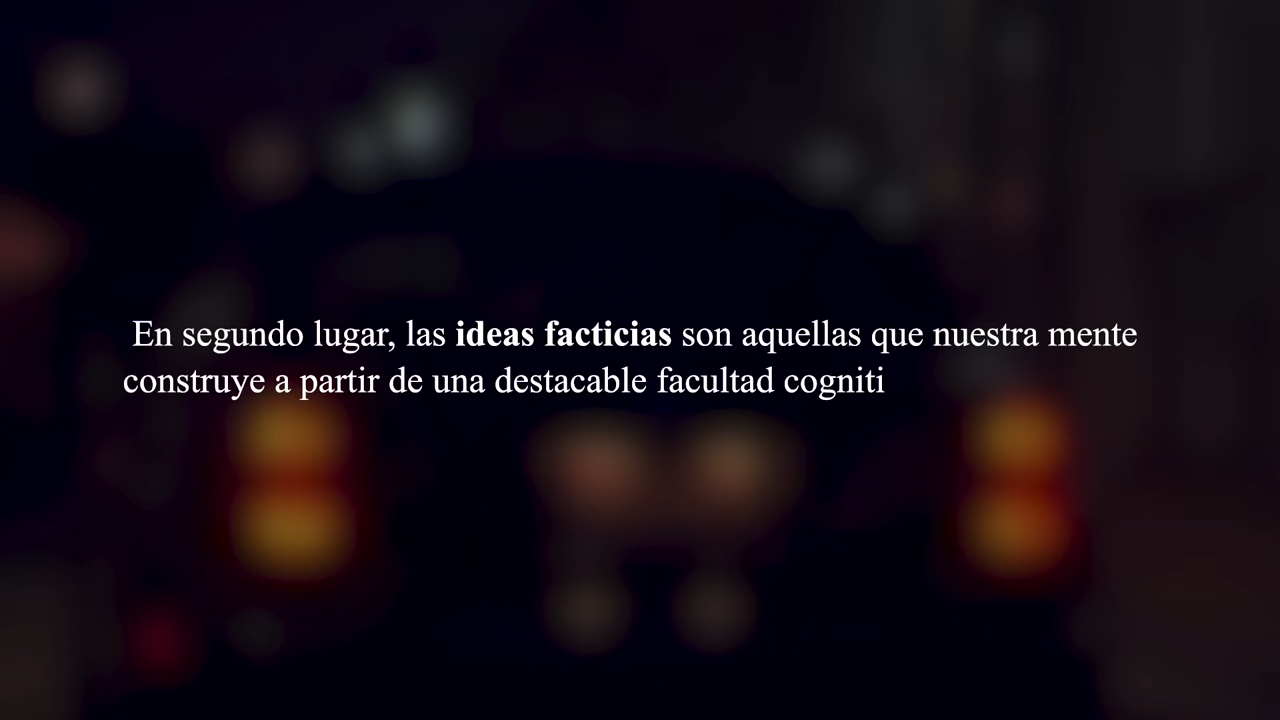 En segundo lugar, las ideas facticias son aquellas que nuestra mente
construye a partir de una destacable facultad cogniti